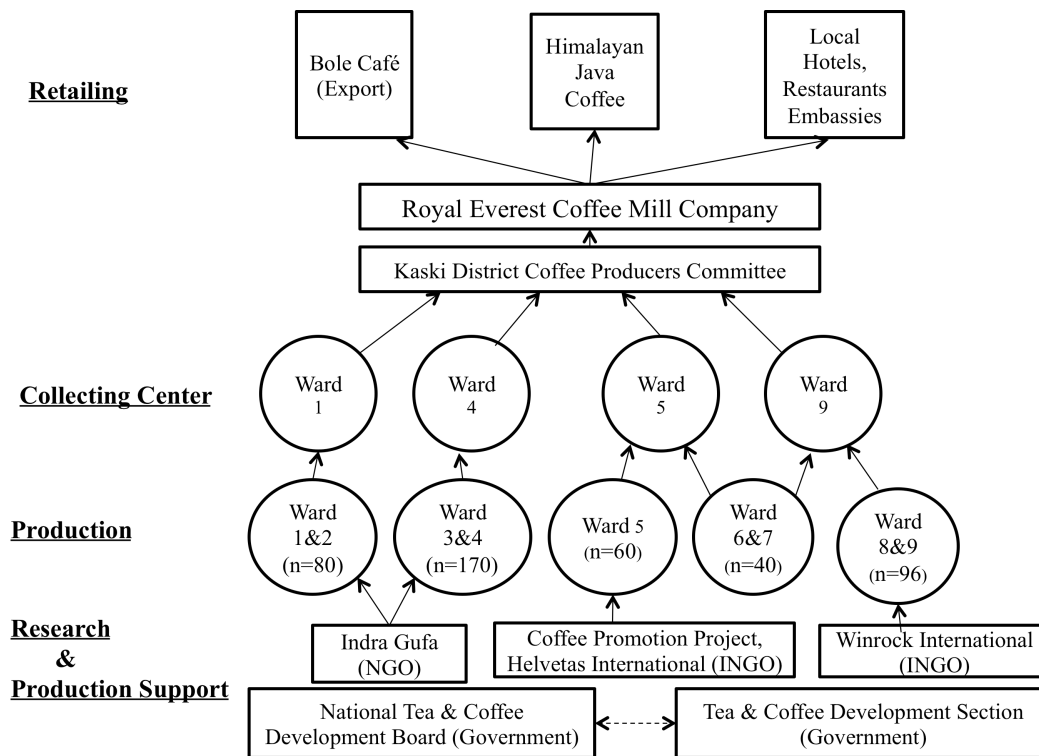 Retailing
Bole Café
(Export)
Himalayan
Java
Coffee
Local
Hotels,
Restaurants
Embassies
Royal Everest Coffee Mill Company
Kaski District Coffee Producers Committee
Collecting Center
Ward
1
Ward
4
Ward
5
Ward
9
Production
Ward
1&2
(n=80)
Ward
3&4
(n=170)
Ward 5
(n=60)
Ward
6&7
(n=40)
Ward
8&9
(n=96)
Research
&
Production Support
Indra Gufa
(NGO)
Coffee Promotion Project,
Helvetas International (INGO)
Winrock International
(INGO)
National Tea & Coffee
Development Board (Government)
Tea & Coffee Development Section
(Government)